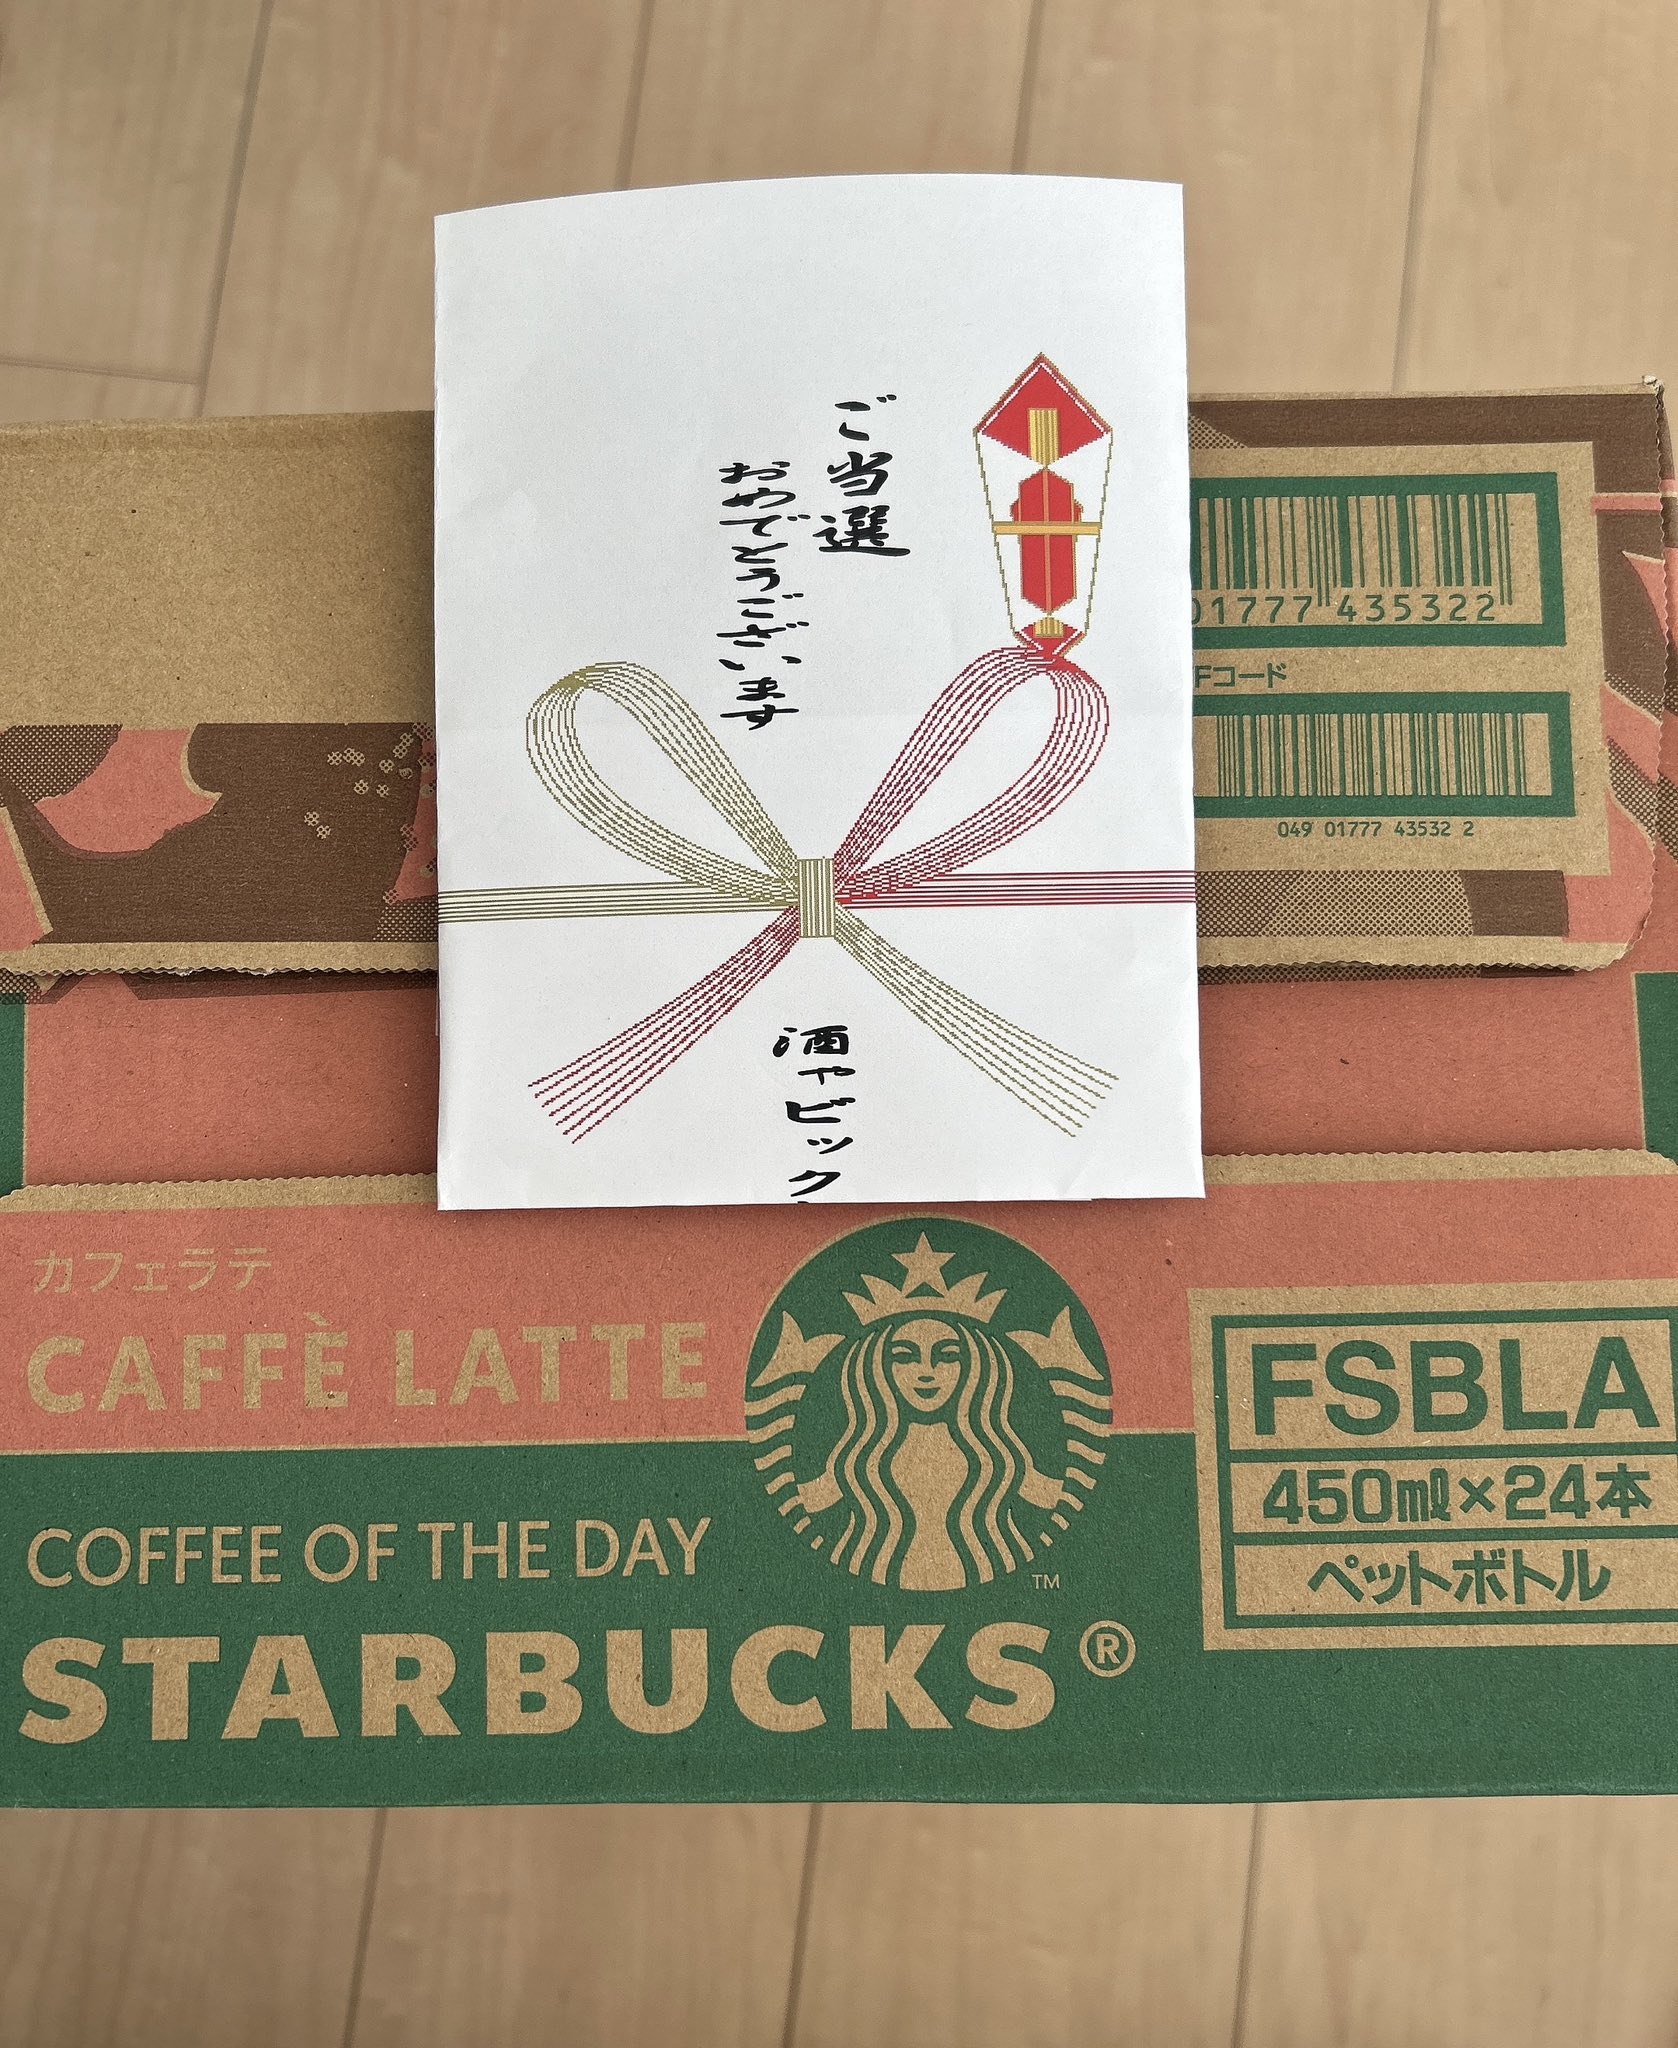 ご当選
おめでとうございます
酒やビック
01777 435322
Fコード
049 01777 43532 2
カフェラテ
CAFFÈ LATTE
COFFEE OF THE DAY
STARBUCKS®
TM
FSBLA
450ml×24本
ペットボトル